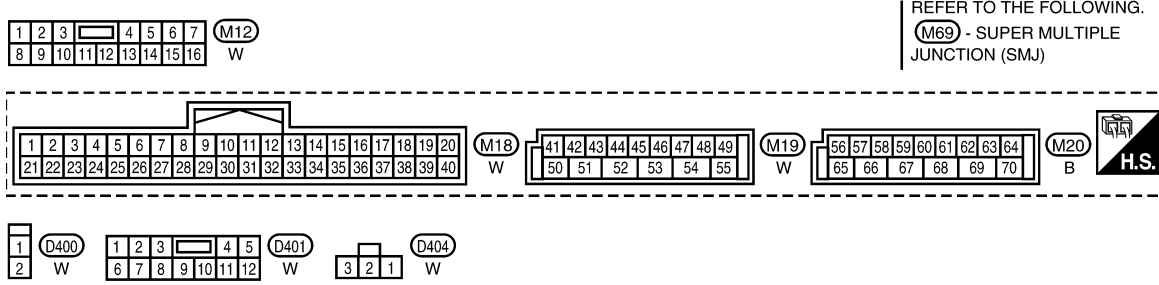 REFER TO THE FOLLOWING.
M69 - SUPER MULTIPLE
JUNCTION (SMJ)
1 2 3 4 5 6 7 M12
8 9 10 11 12 13 14 15 16 W
1 2 3 4 5 6 7 8 9 10 11 12 13 14 15 16 17 18 19 20 M18
21 22 23 24 25 26 27 28 29 30 31 32 33 34 35 36 37 38 39 40 W
41 42 43 44 45 46 47 48 49 M19
50 51 52 53 54 55 W
56 57 58 59 60 61 62 63 64 M20
65 66 67 68 69 70 B
H.S.
1 D400
2 W
1 2 3 4 5 D401
6 7 8 9 10 11 12 W
D404
3 2 1 W